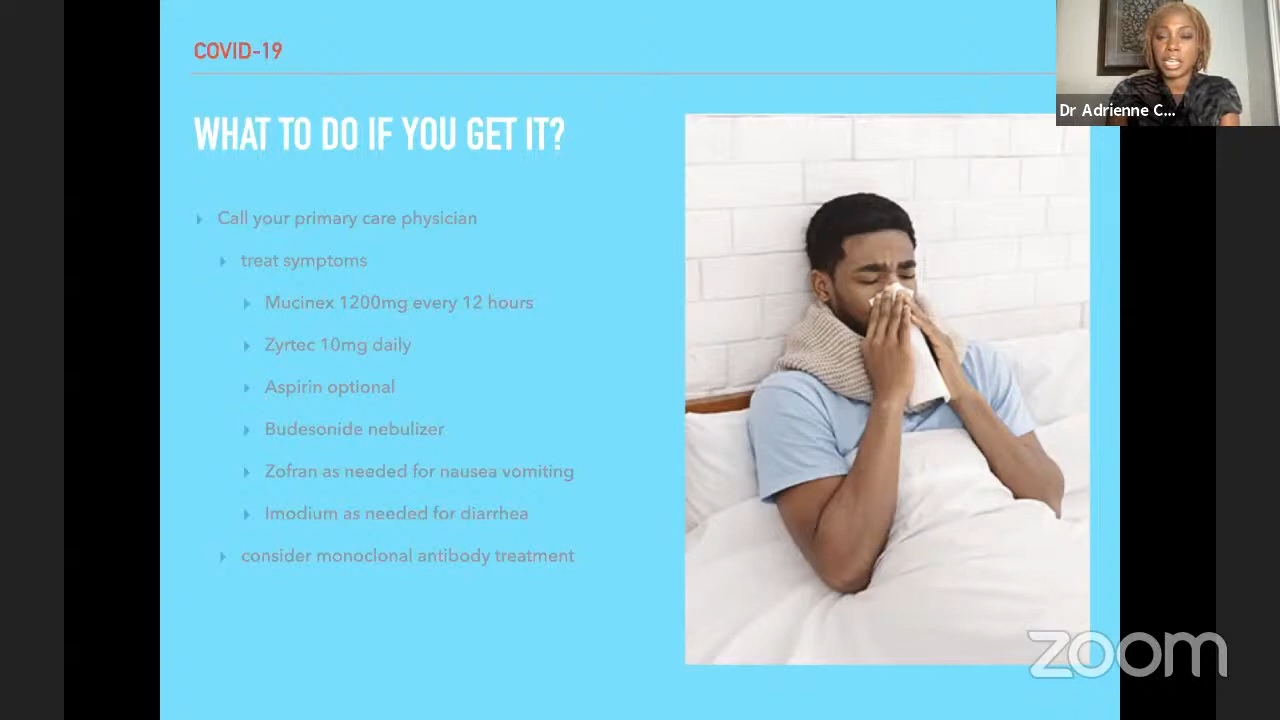 COVID-19
Dr Adrienne C...
WHAT TO DO IF YOU GET IT?
Call your primary care physician
treat symptoms
Mucinex 1200mg every 12 hours
Zyrtec 10mg daily
Aspirin optional
Budesonide nebulizer
Zofran as needed for nausea vomiting
Imodium as needed for diarrhea
consider monoclonal antibody treatment
zoom